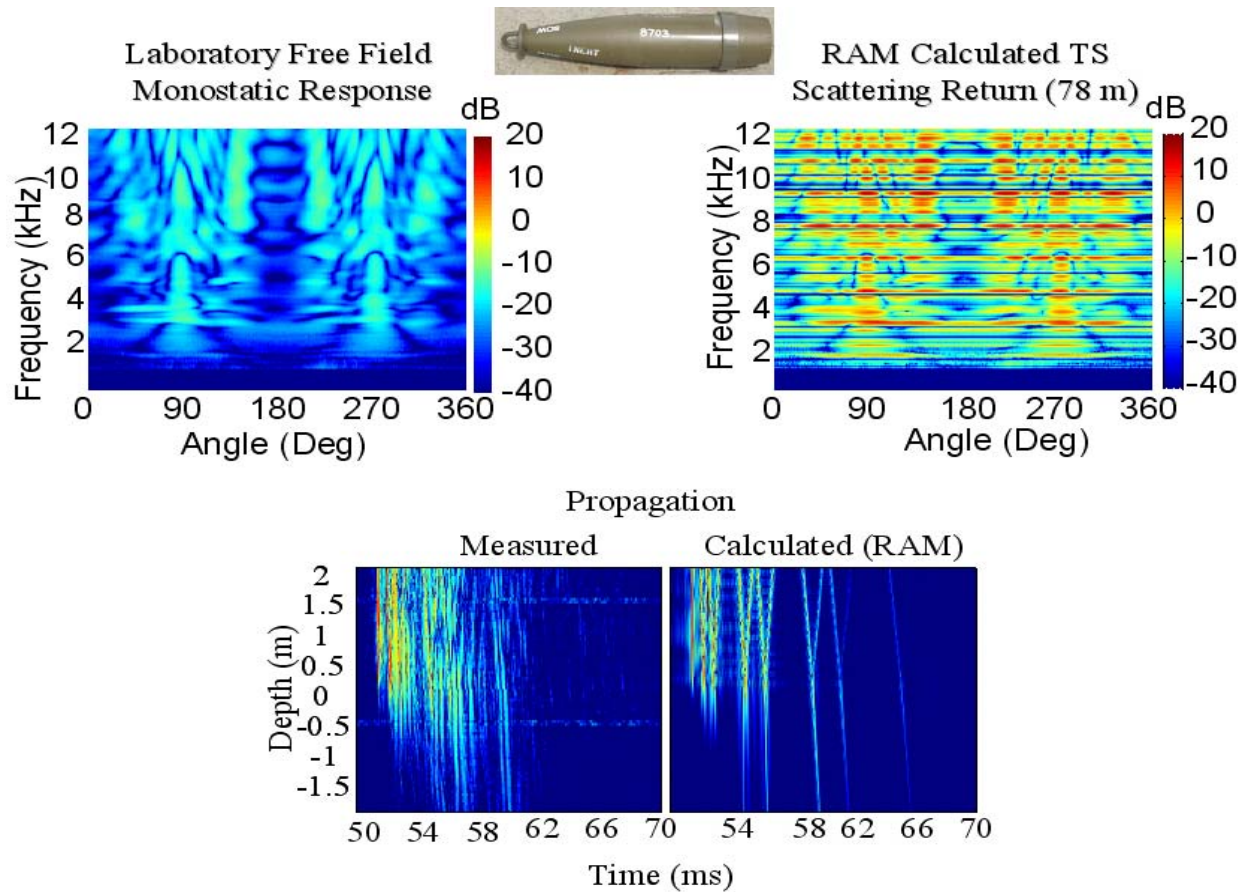 Laboratory Free Field
Monostatic Response
8703
RAM Calculated TS
Scattering Return (78 m)
dB
12
10
8
6
4
2
Frequency (kHz)
0 90 180 270 360
Angle (Deg)
20
10
0
-10
-20
-30
-40
dB
12
10
8
6
4
2
Frequency (kHz)
0 90 180 270 360
Angle (Deg)
20
10
0
-10
-20
-30
-40
Propagation
Measured Calculated (RAM)
2
1.5
1
0.5
0
-0.5
-1
-1.5
Depth (m)
50 54 58 62 66 70
54 58 62 66 70
Time (ms)